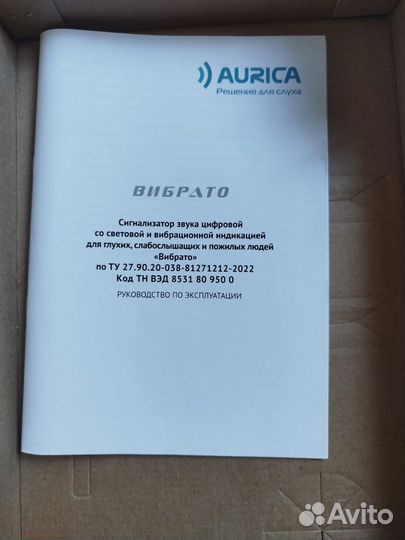 AURICA
Решения для слуха
ВИБРАТО
Сигнализатор звука цифровой
со световой и вибрационной индикацией
для глухих, слабослышащих и пожилых людей
«Вибрато»
по ТУ 27.90.20-038-81271212-2022
Код ТН ВЭД 8531 80 950 0
РУКОВОДСТВО ПО ЭКСПЛУАТАЦИИ
Avito